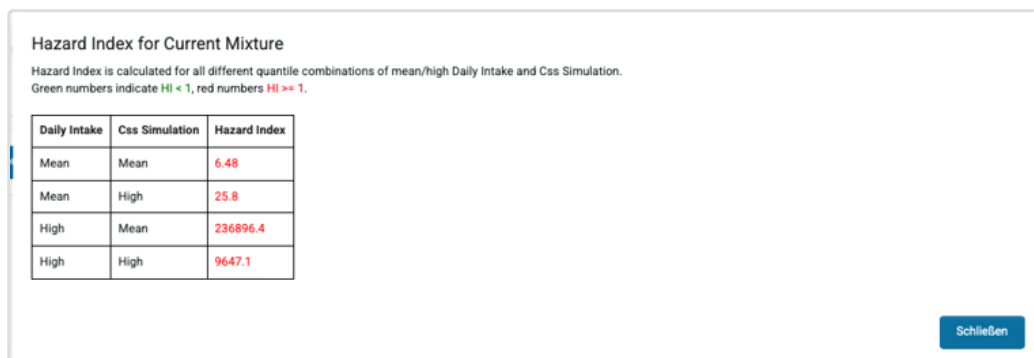 Hazard Index for Current Mixture
Hazard Index is calculated for all different quantile combinations of mean/high Daily Intake and Css Simulation.
Green numbers indicate HI < 1, red numbers HI >= 1.
Daily Intake Css Simulation Hazard Index
Mean Mean 6.48
Mean High 25.8
High Mean 236896.4
High High 9647.1
Schließen